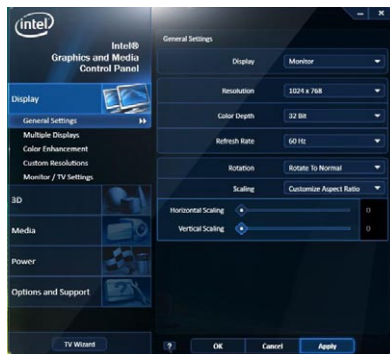 intel
Intel®
Graphics and Media
Control Panel
Display
General Settings
Multiple Displays
Color Enhancement
Custom Resolutions
Monitor / TV Settings
3D
Media
Power
Options and Support
TV Wizard
General Settings
Display Monitor
Resolution 1024 x 768
Color Depth 32 Bit
Refresh Rate 60 Hz
Rotation Rotate To Normal
Scaling Customize Aspect Ratio
Horizontal Scaling 0
Vertical Scaling 0
? OK Cancel Apply